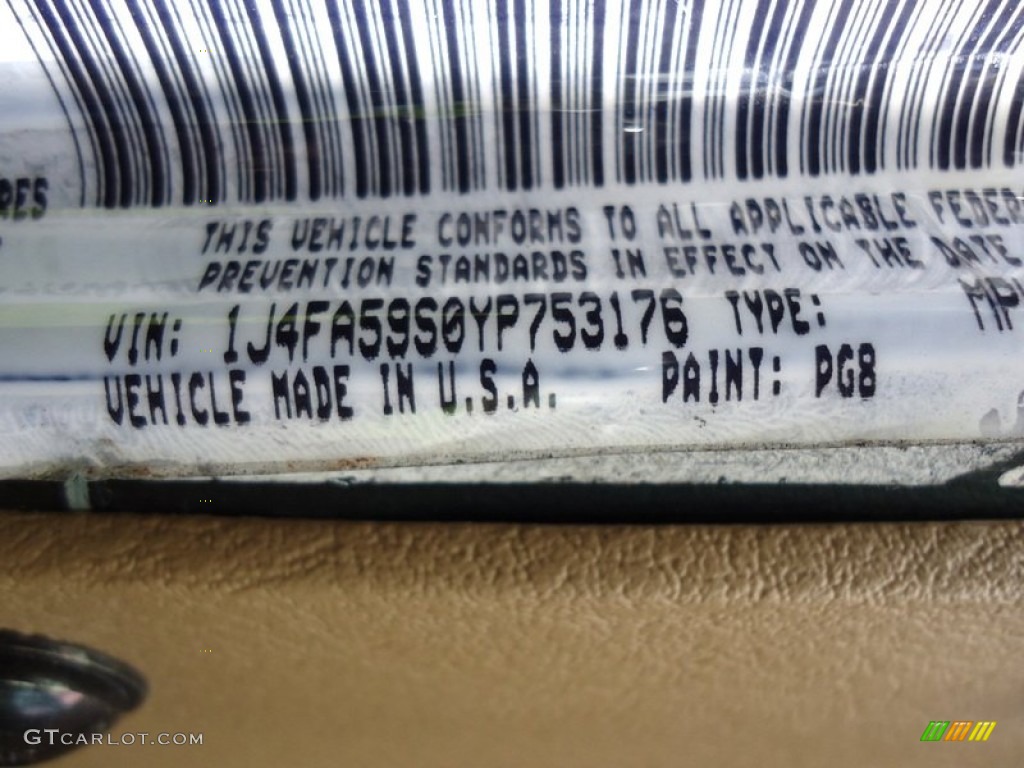 RES
THIS VEHICLE CONFORMS TO ALL APPLICABLE FEDER
PREVENTION STANDARDS IN EFFECT ON THE DATE
VIN: 1J4FA59S0YP753176 TYPE: MP
VEHICLE MADE IN U.S.A. PAINT: PG8
GTCARLOT.COM